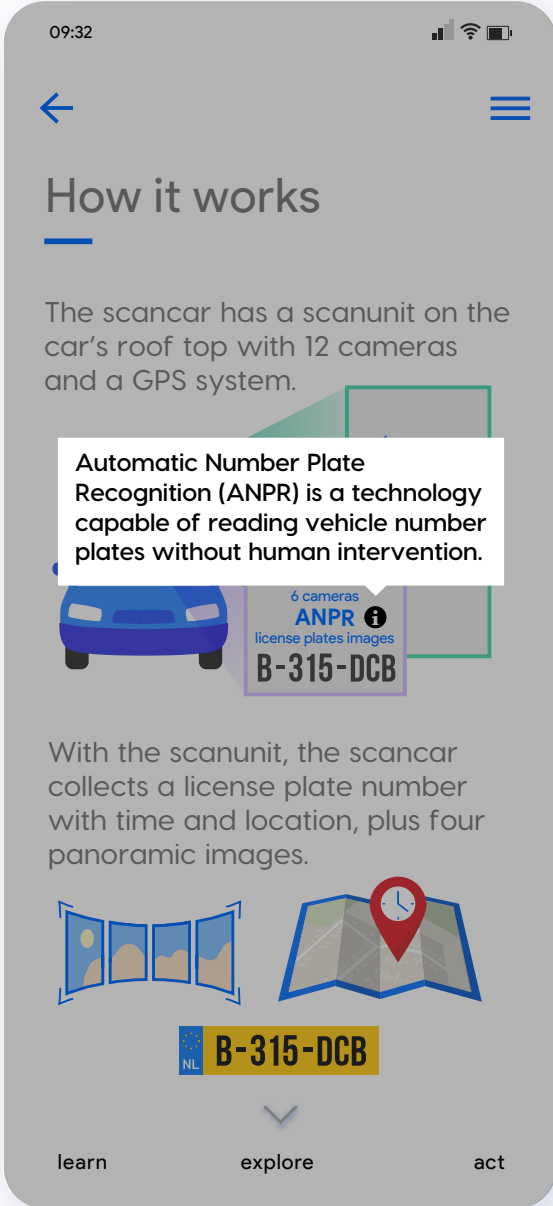 09:32
How it works
The scancar has a scanunit on the
car's roof top with 12 cameras
and a GPS system.
Automatic Number Plate
Recognition (ANPR) is a technology
capable of reading vehicle number
plates without human intervention.
6 cameras
ANPR i
license plates images
B-315-DCB
With the scanunit, the scancar
collects a license plate number
with time and location, plus four
panoramic images.
NL B-315-DCB
learn explore act